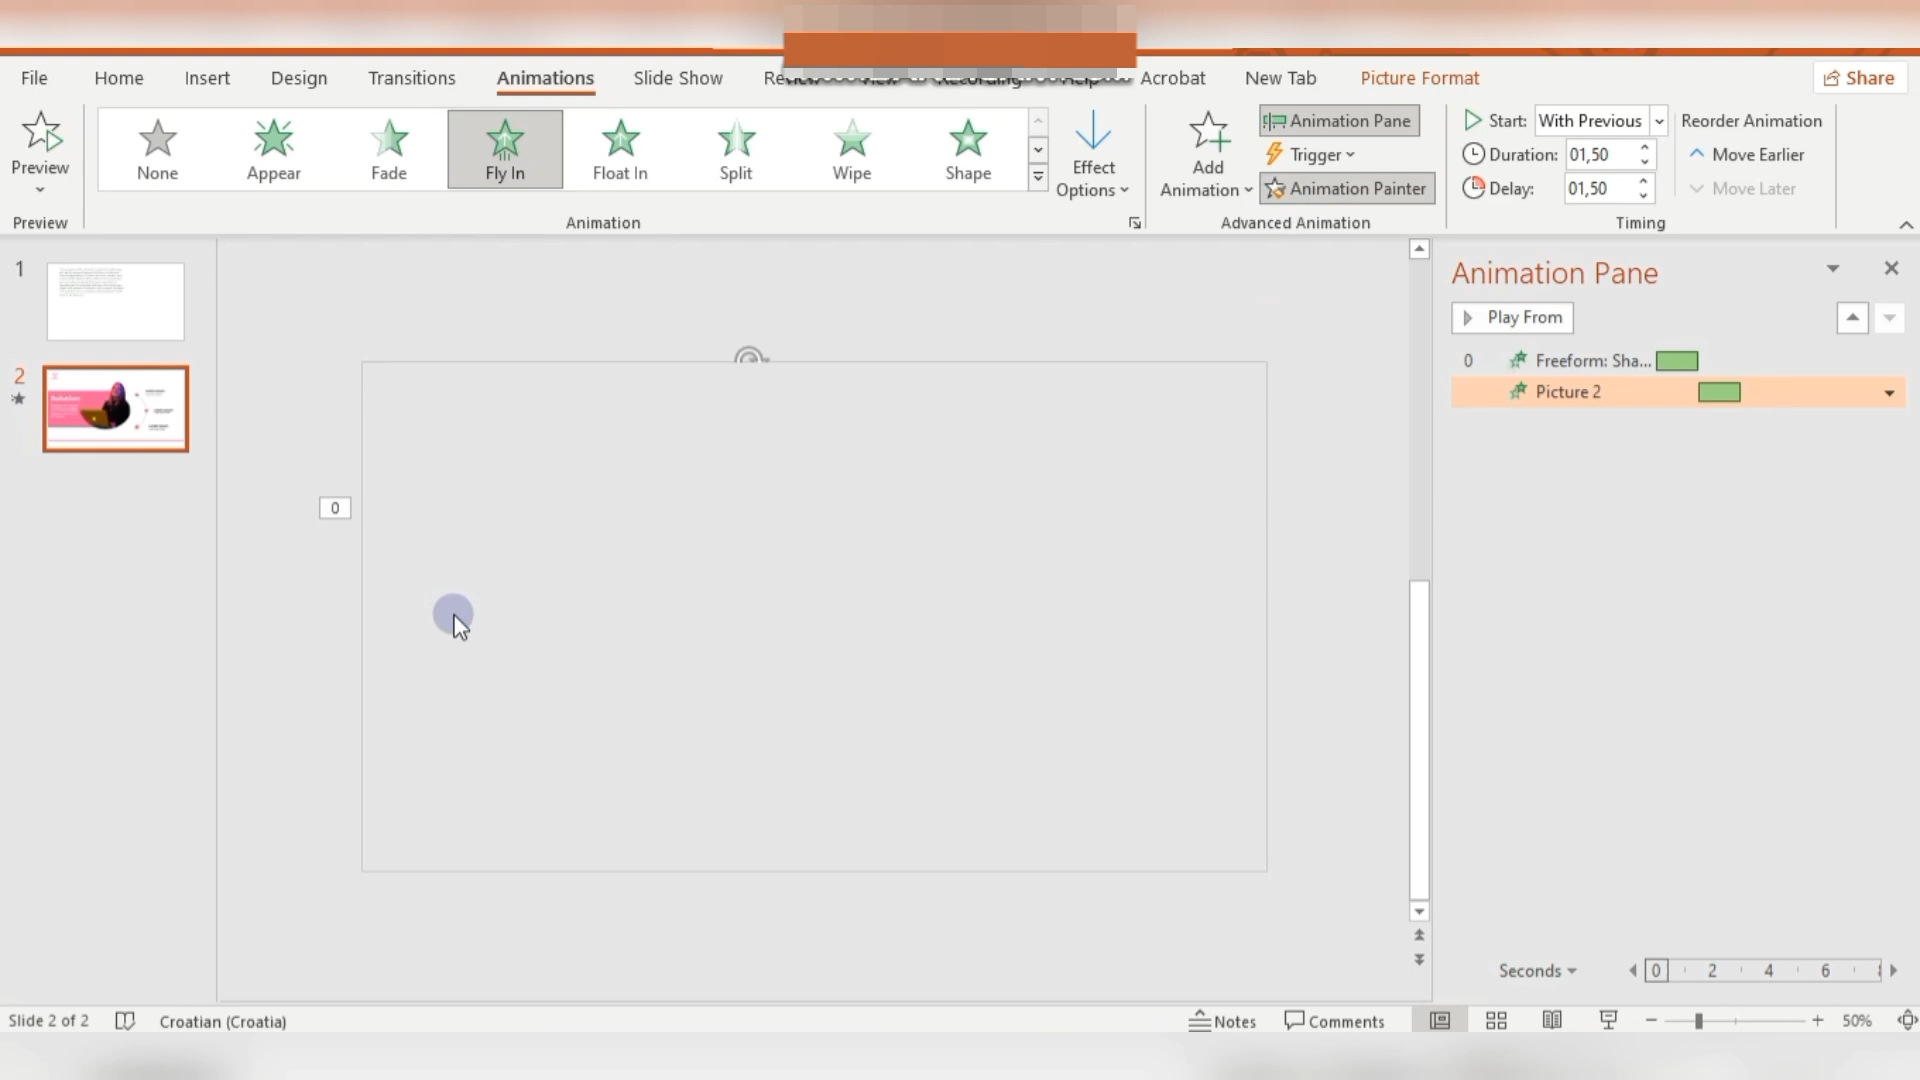 File Home Insert Design Transitions Animations Slide Show Review View Recording Help Acrobat New Tab Picture Format Share
Preview
None Appear Fade Fly In Float In Split Wipe Shape
Effect Options
Add Animation
Animation Pane
Trigger
Animation Painter
Start: With Previous
Duration: 01,50
Delay: 01,50
Reorder Animation
Move Earlier
Move Later
Preview Animation Advanced Animation Timing
1
2
0
Animation Pane
Play From
0 Freeform: Sha...
Picture 2
Seconds 0 2 4 6
Slide 2 of 2 Croatian (Croatia) Notes Comments 50%